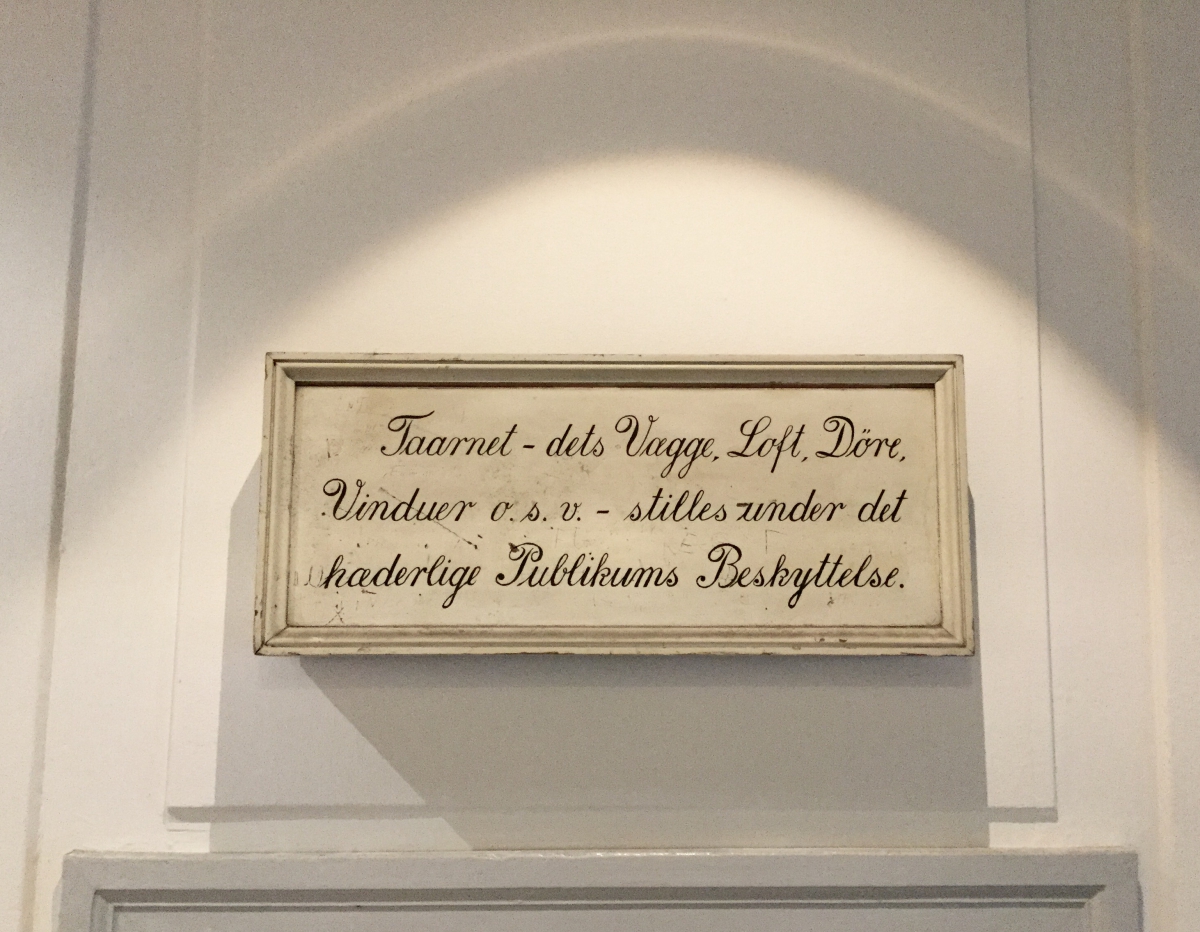 Taarnet - dets Vægge, Loft, Döre,
Vinduer o. s. v. - stilles under det
hæderlige Publikums Beskyttelse.